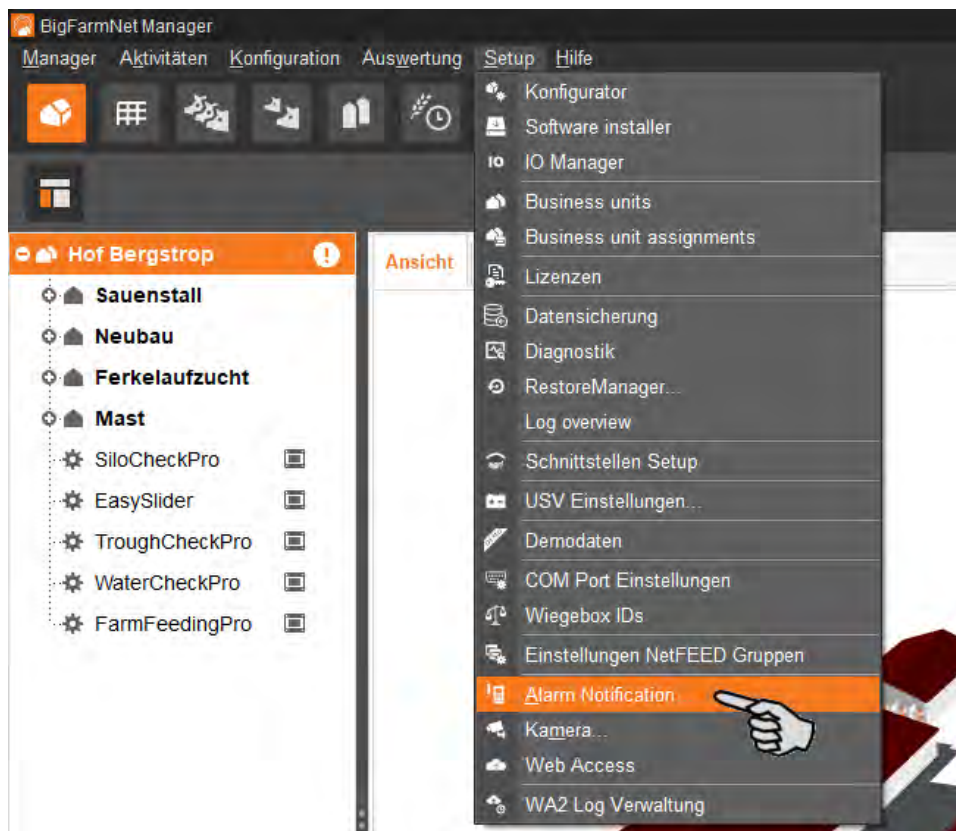 BigFarmNet Manager
Manager Aktivitäten Konfiguration Auswertung Setup Hilfe
Konfigurator
Software installer
IO IO Manager
Business units
Business unit assignments
Lizenzen
Datensicherung
Diagnostik
RestoreManager...
Log overview
Schnittstellen Setup
USV Einstellungen...
Demodaten
COM Port Einstellungen
Wiegebox IDs
Einstellungen NetFEED Gruppen
Alarm Notification
Kamera...
Web Access
WA2 Log Verwaltung
Hof Bergstrop
Sauenstall
Neubau
Ferkelaufzucht
Mast
SiloCheckPro
EasySlider
TroughCheckPro
WaterCheckPro
FarmFeedingPro
Ansicht